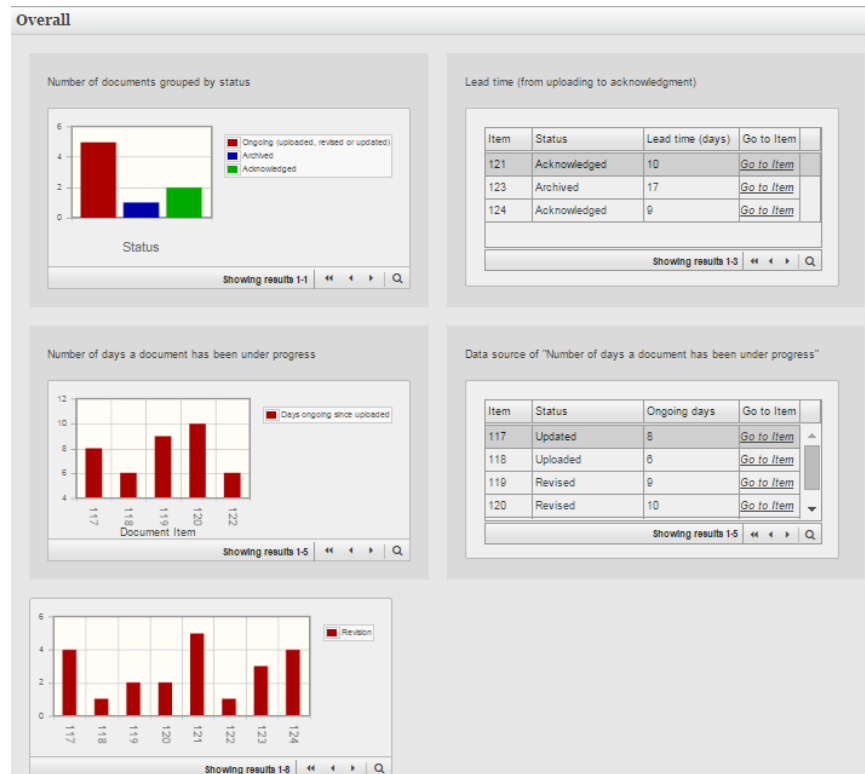 Overall
Number of documents grouped by status
6
4
2
0
Ongoing (uploaded, revised or updated)
Archived
Acknowledged
Status
Showing results 1-1
Lead time (from uploading to acknowledgment)
Item Status Lead time (days) Go to Item
121 Acknowledged 10 Go to Item
123 Archived 17 Go to Item
124 Acknowledged 9 Go to Item
Showing results 1-3
Number of days a document has been under progress
12
10
8
6
4
Days ongoing since uploaded
117 118 119 120 122
Document Item
Showing results 1-5
Data source of "Number of days a document has been under progress"
Item Status Ongoing days Go to Item
117 Updated 8 Go to Item
118 Uploaded 6 Go to Item
119 Revised 9 Go to Item
120 Revised 10 Go to Item
Showing results 1-5
6
4
2
0
Revision
117 118 119 120 121 122 123 124
Showing results 1-8